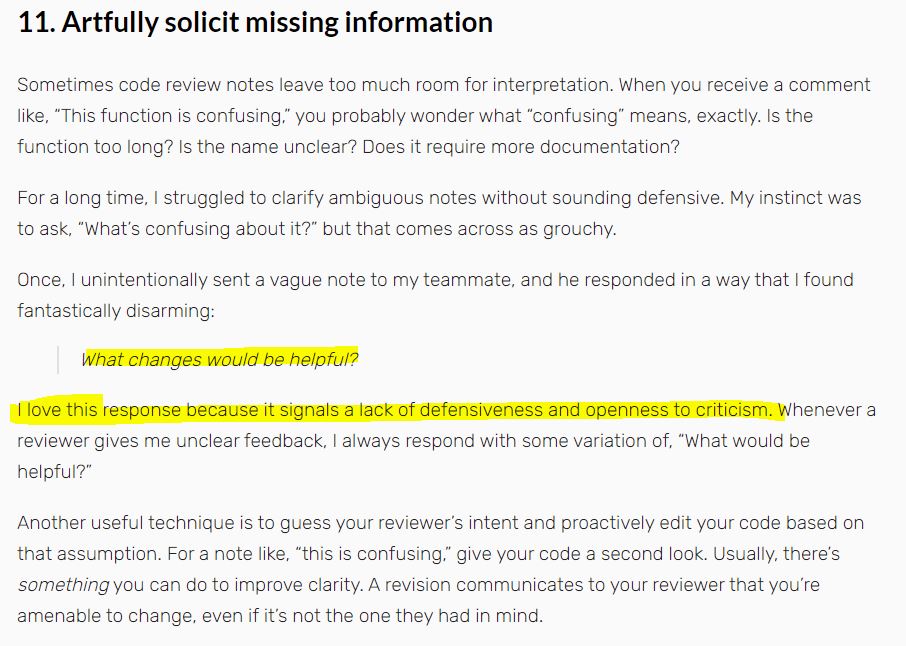 11. Artfully solicit missing information
Sometimes code review notes leave too much room for interpretation. When you receive a comment
like, “This function is confusing,” you probably wonder what “confusing” means, exactly. Is the
function too long? Is the name unclear? Does it require more documentation?
For a long time, I struggled to clarify ambiguous notes without sounding defensive. My instinct was
to ask, “What’s confusing about it?” but that comes across as grouchy.
Once, I unintentionally sent a vague note to my teammate, and he responded in a way that I found
fantastically disarming:
What changes would be helpful?
I love this response because it signals a lack of defensiveness and openness to criticism. Whenever a
reviewer gives me unclear feedback, I always respond with some variation of, “What would be
helpful?”
Another useful technique is to guess your reviewer’s intent and proactively edit your code based on
that assumption. For a note like, “this is confusing,” give your code a second look. Usually, there’s
something you can do to improve clarity. A revision communicates to your reviewer that you’re
amenable to change, even if it’s not the one they had in mind.